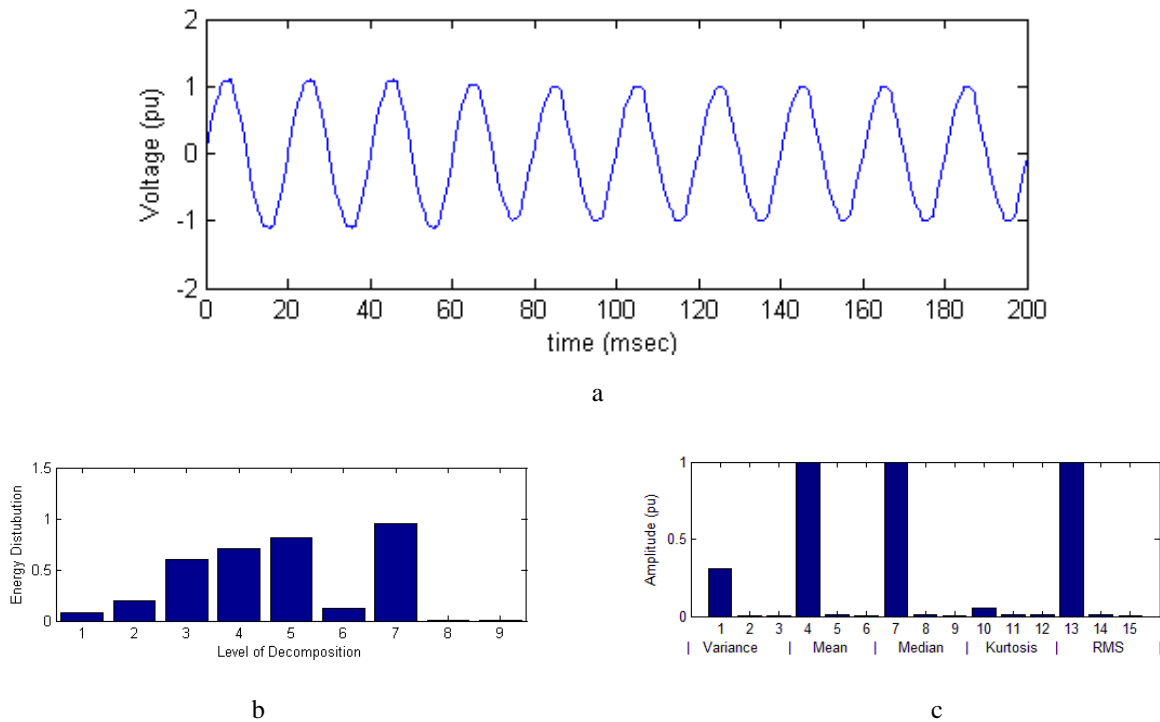 2
1
0
-1
-2
Voltage (pu)
0 20 40 60 80 100 120 140 160 180 200
time (msec)
a
1.5
1
0.5
0
Energy Distubution
1 2 3 4 5 6 7 8 9
Level of Decomposition
b
1
0.5
0
Amplitude (pu)
1 2 3 4 5 6 7 8 9 10 11 12 13 14 15
| Variance | Mean | Median | Kurtosis | RMS |
c